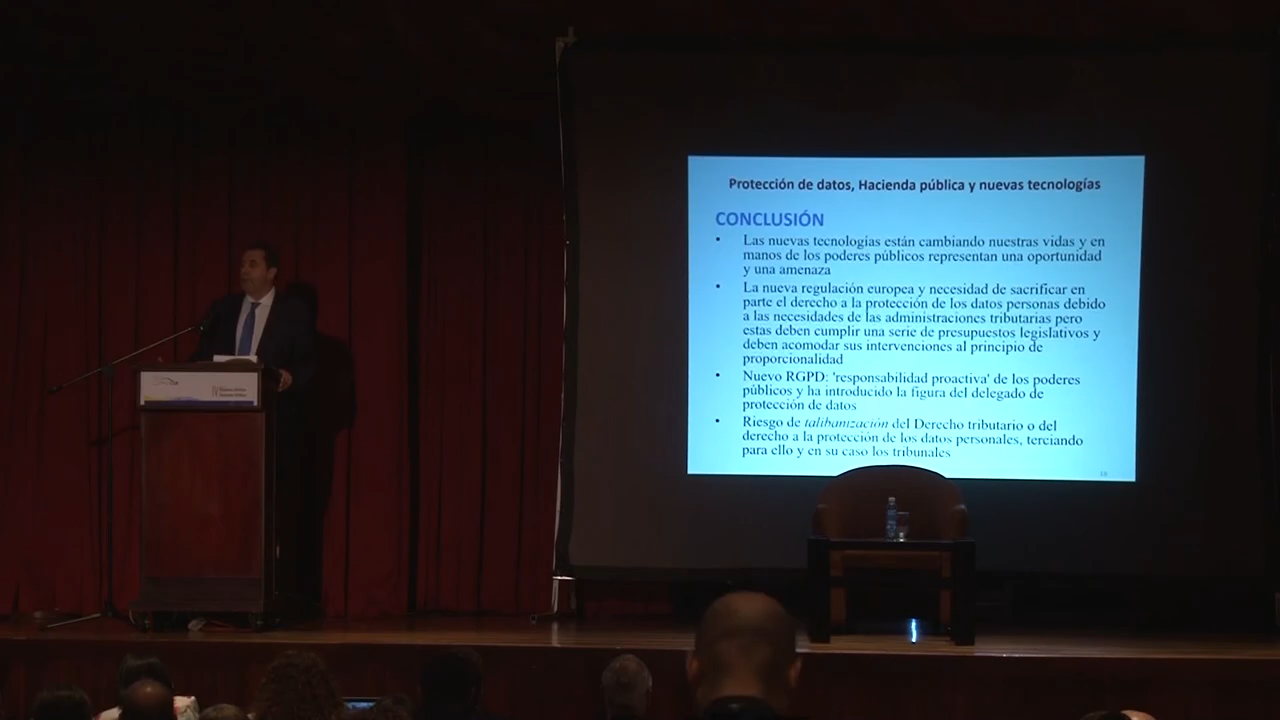 Protección de datos, Hacienda pública y nuevas tecnologías
CONCLUSIÓN
• Las nuevas tecnologías están cambiando nuestras vidas y en
manos de los poderes públicos representan una oportunidad
y una amenaza
• La nueva regulación europea y necesidad de sacrificar en
parte el derecho a la protección de los datos personas debido
a las necesidades de las administraciones tributarias pero
estas deben cumplir una serie de presupuestos legislativos y
deben acomodar sus intervenciones al principio de
proporcionalidad
• Nuevo RGPD: 'responsabilidad proactiva' de los poderes
públicos y ha introducido la figura del delegado de
protección de datos
• Riesgo de talibanización del Derecho tributario o del
derecho a la protección de los datos personales, terciando
para ello y en su caso los tribunales